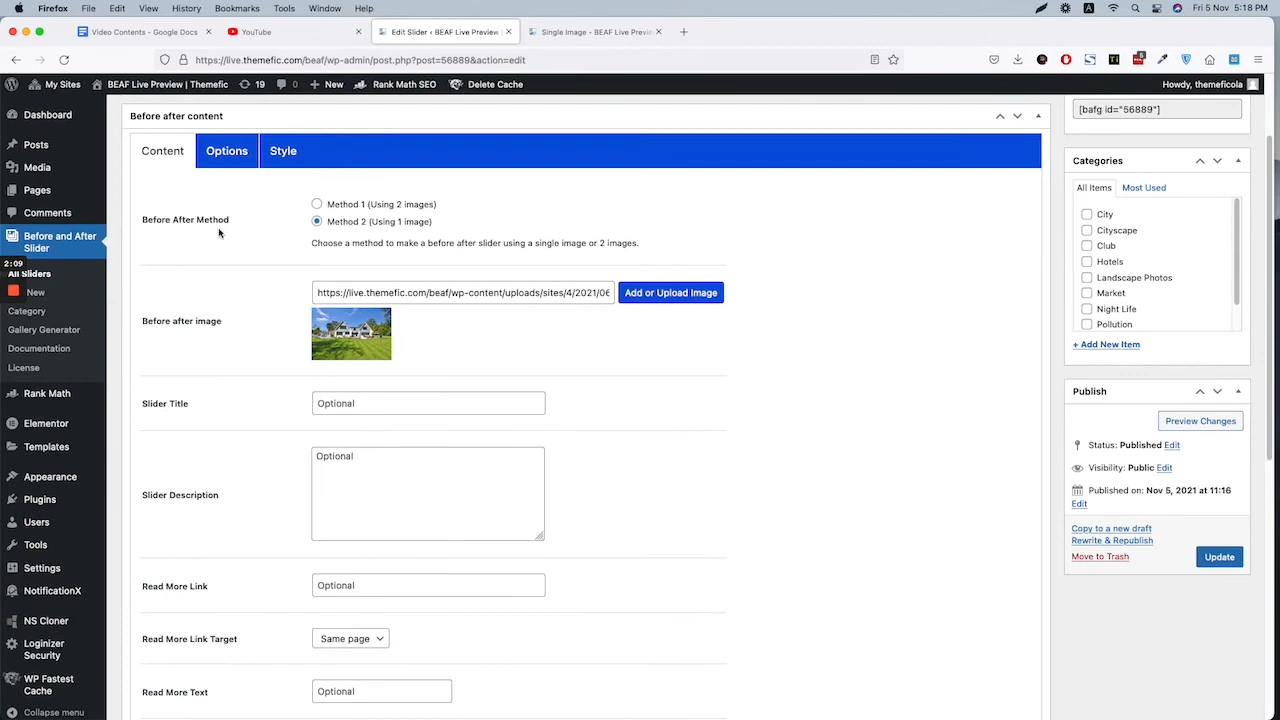 Firefox File Edit View History Bookmarks Tools Window Help
Fri 5 Nov 5:18 PM
Video Contents - Google Docs
YouTube
Edit Slider ‹ BEAF Live Preview
Single Image - BEAF Live Previe
https://live.themefic.com/beaf/wp-admin/post.php?post=56889&action=edit
My Sites
BEAF Live Preview | Themefic
19
0
New
Rank Math SEO
Delete Cache
Howdy, themeficola
Dashboard
Posts
Media
Pages
Comments
Before and After
Slider
2:09
All Sliders
New
Category
Gallery Generator
Documentation
License
Rank Math
Elementor
Templates
Appearance
Plugins
Users
Tools
Settings
NotificationX
NS Cloner
Loginizer
Security
WP Fastest
Cache
Collapse menu
Before after content
Content
Options
Style
Before After Method
Method 1 (Using 2 images)
Method 2 (Using 1 image)
Choose a method to make a before after slider using a single image or 2 images.
Before after image
https://live.themefic.com/beaf/wp-content/uploads/sites/4/2021/06
Add or Upload Image
Slider Title
Optional
Slider Description
Optional
Read More Link
Optional
Read More Link Target
Same page
Read More Text
Optional
[bafg id="56889"]
Categories
All Items
Most Used
City
Cityscape
Club
Hotels
Landscape Photos
Market
Night Life
Pollution
+ Add New Item
Publish
Preview Changes
Status: Published Edit
Visibility: Public Edit
Published on: Nov 5, 2021 at 11:16
Edit
Copy to a new draft
Rewrite & Republish
Move to Trash
Update